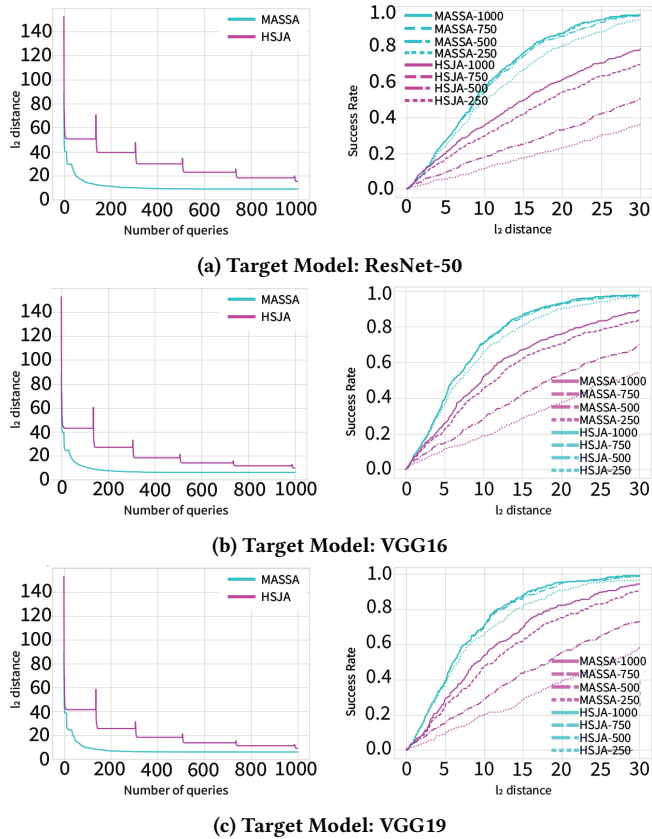 140
120
100
80
60
40
20
0
l₂ distance
0 200 400 600 800 1000
Number of queries
MASSA
HSJA
1.0
0.8
0.6
0.4
0.2
0.0
Success Rate
MASSA-1000
MASSA-750
MASSA-500
MASSA-250
HSJA-1000
HSJA-750
HSJA-500
HSJA-250
0 5 10 15 20 25 30
l₂ distance
(a) Target Model: ResNet-50
140
120
100
80
60
40
20
0
l₂ distance
0 200 400 600 800 1000
Number of queries
MASSA
HSJA
1.0
0.8
0.6
0.4
0.2
0.0
Success Rate
MASSA-1000
MASSA-750
MASSA-500
MASSA-250
HSJA-1000
HSJA-750
HSJA-500
HSJA-250
0 5 10 15 20 25 30
l₂ distance
(b) Target Model: VGG16
140
120
100
80
60
40
20
0
l₂ distance
0 200 400 600 800 1000
Number of queries
MASSA
HSJA
1.0
0.8
0.6
0.4
0.2
0.0
Success Rate
MASSA-1000
MASSA-750
MASSA-500
MASSA-250
HSJA-1000
HSJA-750
HSJA-500
HSJA-250
0 5 10 15 20 25 30
l₂ distance
(c) Target Model: VGG19